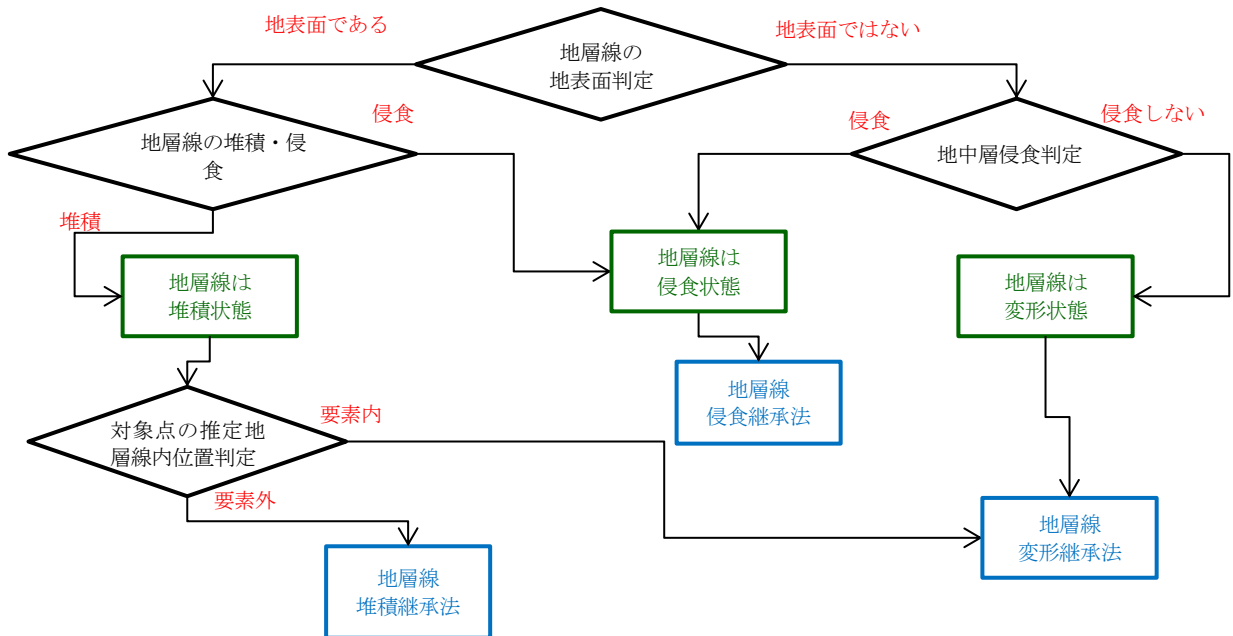 地表面である
地表面ではない
地層線の
地表面判定
侵食
侵食
侵食しない
地層線の堆積・侵
食
地中層侵食判定
堆積
地層線は
堆積状態
地層線は
侵食状態
地層線は
変形状態
地層線
侵食継承法
要素内
対象点の推定地
層線内位置判定
要素外
地層線
変形継承法
地層線
堆積継承法